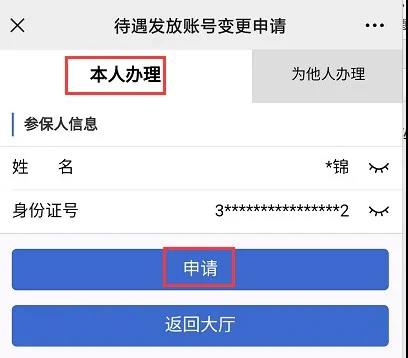 待遇发放账号变更申请
本人办理
为他人办理
参保人信息
姓 名 *锦
身份证号 3****************2
申请
返回大厅